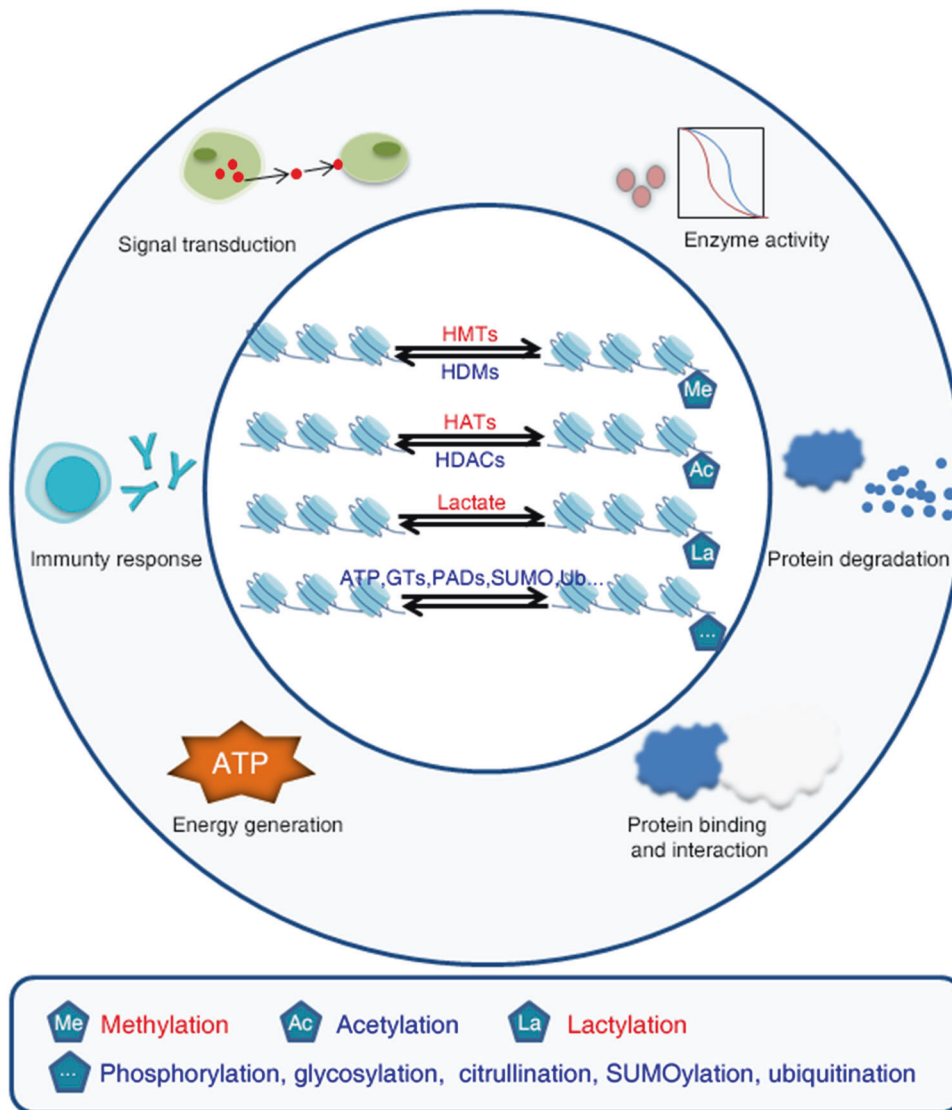 Signal transduction
Enzyme activity
HMTs
HDMs
Me
HATs
HDACs
Ac
Lactate
La
Immunty response
Protein degradation
ATP,GTs,PADs,SUMO,Ub...
...
ATP
Energy generation
Protein binding
and interaction
Me Methylation Ac Acetylation La Lactylation
... Phosphorylation, glycosylation, citrullination, SUMOylation, ubiquitination